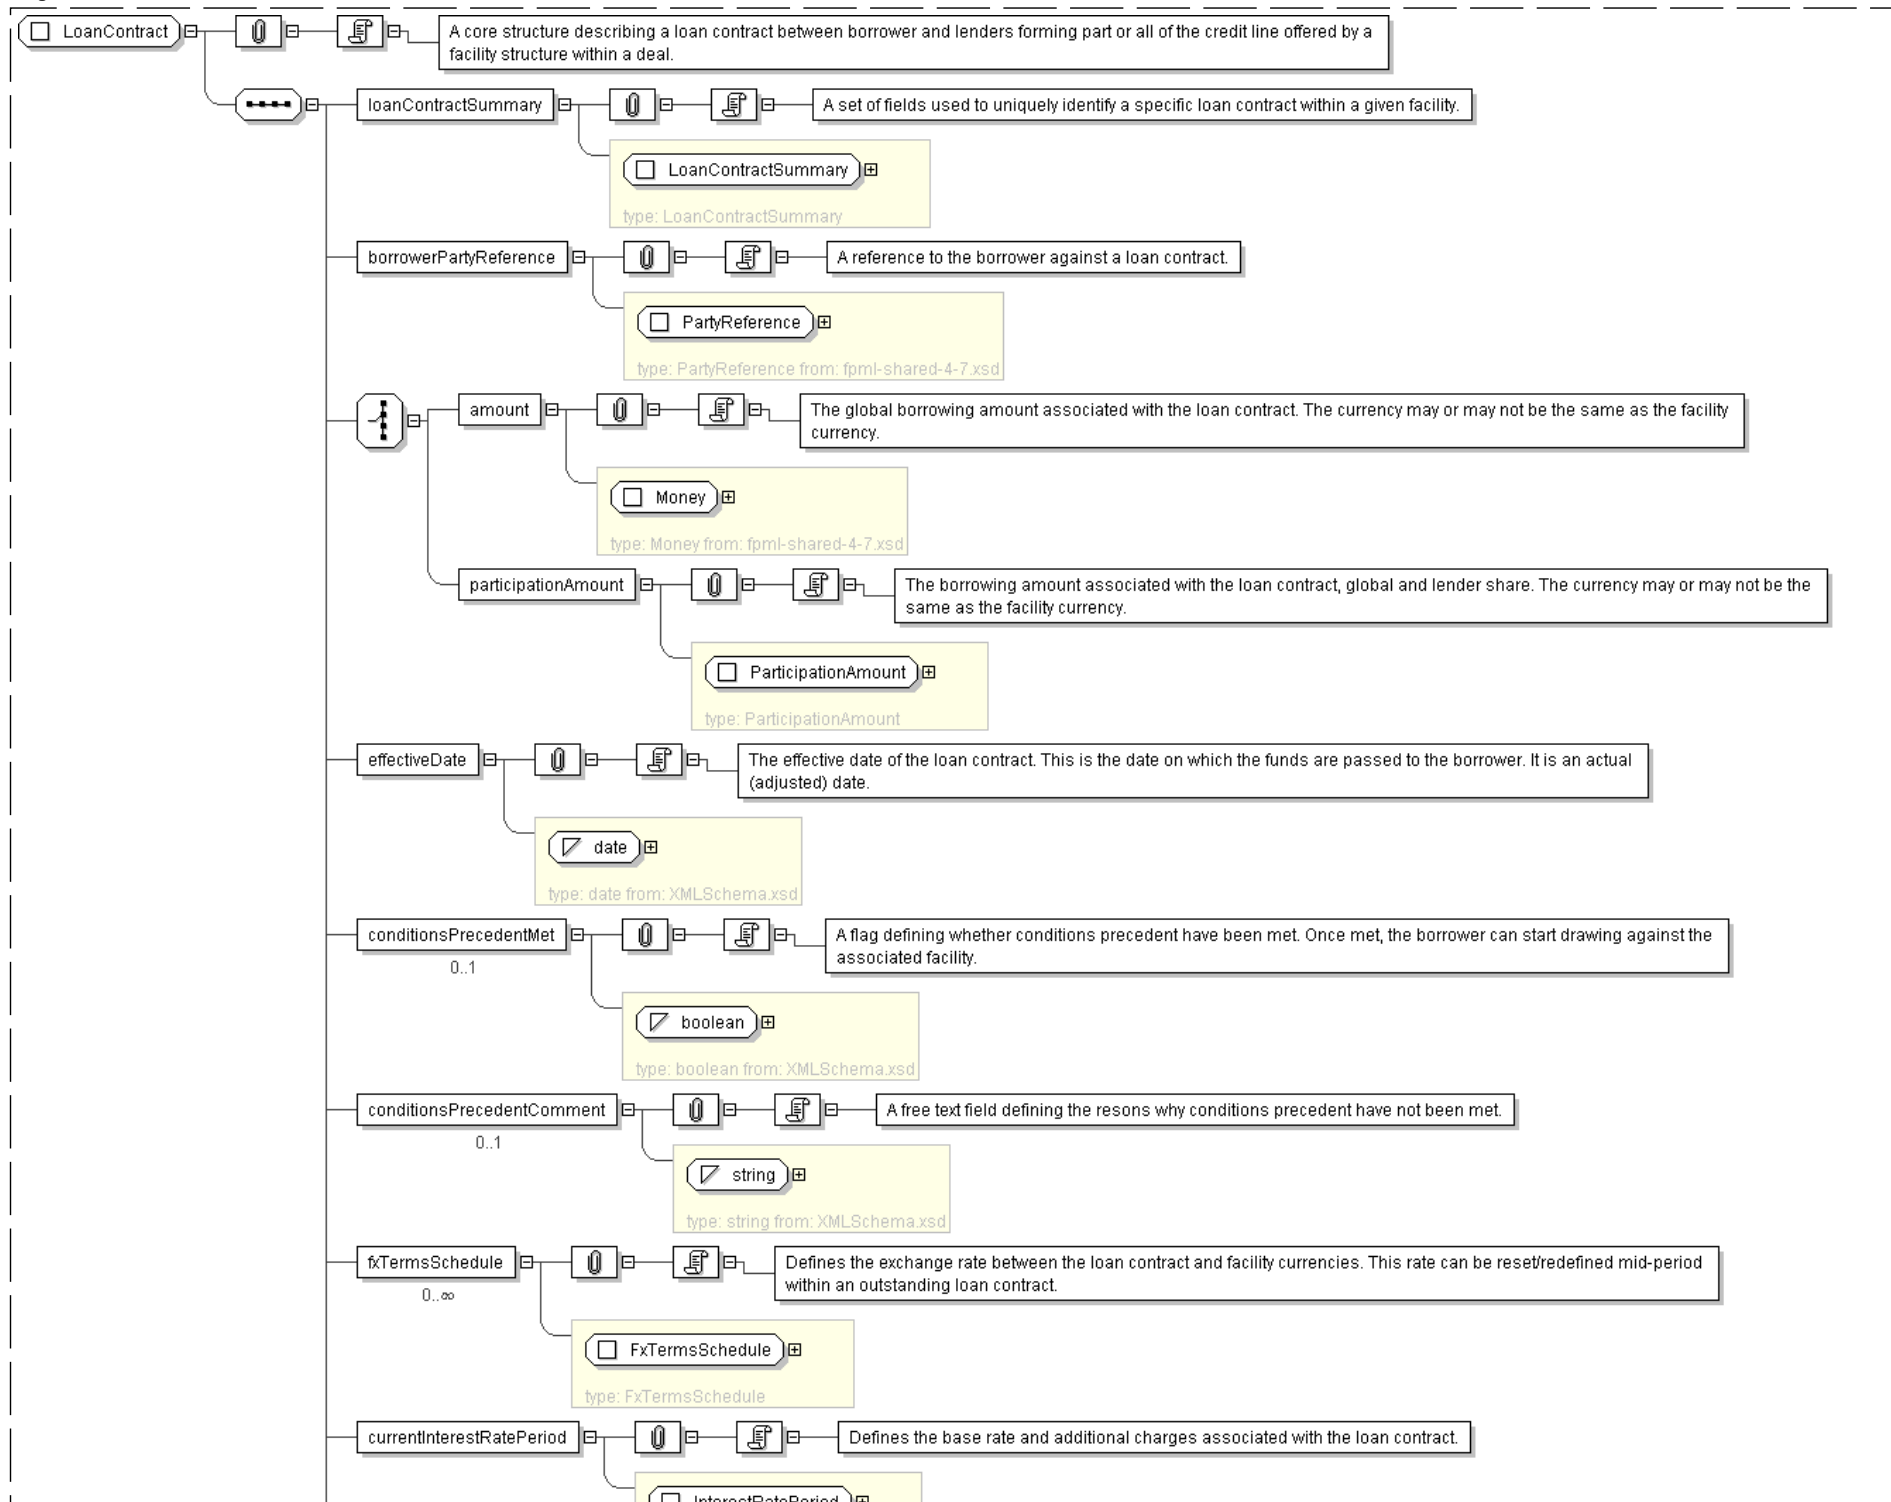 LoanContract
A core structure describing a loan contract between borrower and lenders forming part or all of the credit line offered by a
facility structure within a deal.
loanContractSummary
A set of fields used to uniquely identify a specific loan contract within a given facility.
LoanContractSummary
type: LoanContractSummary
borrowerPartyReference
A reference to the borrower against a loan contract.
PartyReference
type: PartyReference from: fpml-shared-4-7.xsd
amount
The global borrowing amount associated with the loan contract. The currency may or may not be the same as the facility
currency.
Money
type: Money from: fpml-shared-4-7.xsd
participationAmount
The borrowing amount associated with the loan contract, global and lender share. The currency may or may not be the
same as the facility currency.
ParticipationAmount
type: ParticipationAmount
effectiveDate
The effective date of the loan contract. This is the date on which the funds are passed to the borrower. It is an actual
(adjusted) date.
date
type: date from: XMLSchema.xsd
conditionsPrecedentMet
0..1
A flag defining whether conditions precedent have been met. Once met, the borrower can start drawing against the
associated facility.
boolean
type: boolean from: XMLSchema.xsd
conditionsPrecedentComment
0..1
A free text field defining the resons why conditions precedent have not been met.
string
type: string from: XMLSchema.xsd
fxTermsSchedule
0..∞
Defines the exchange rate between the loan contract and facility currencies. This rate can be reset/redefined mid-period
within an outstanding loan contract.
FxTermsSchedule
type: FxTermsSchedule
currentInterestRatePeriod
Defines the base rate and additional charges associated with the loan contract.
InterestRatePeriod